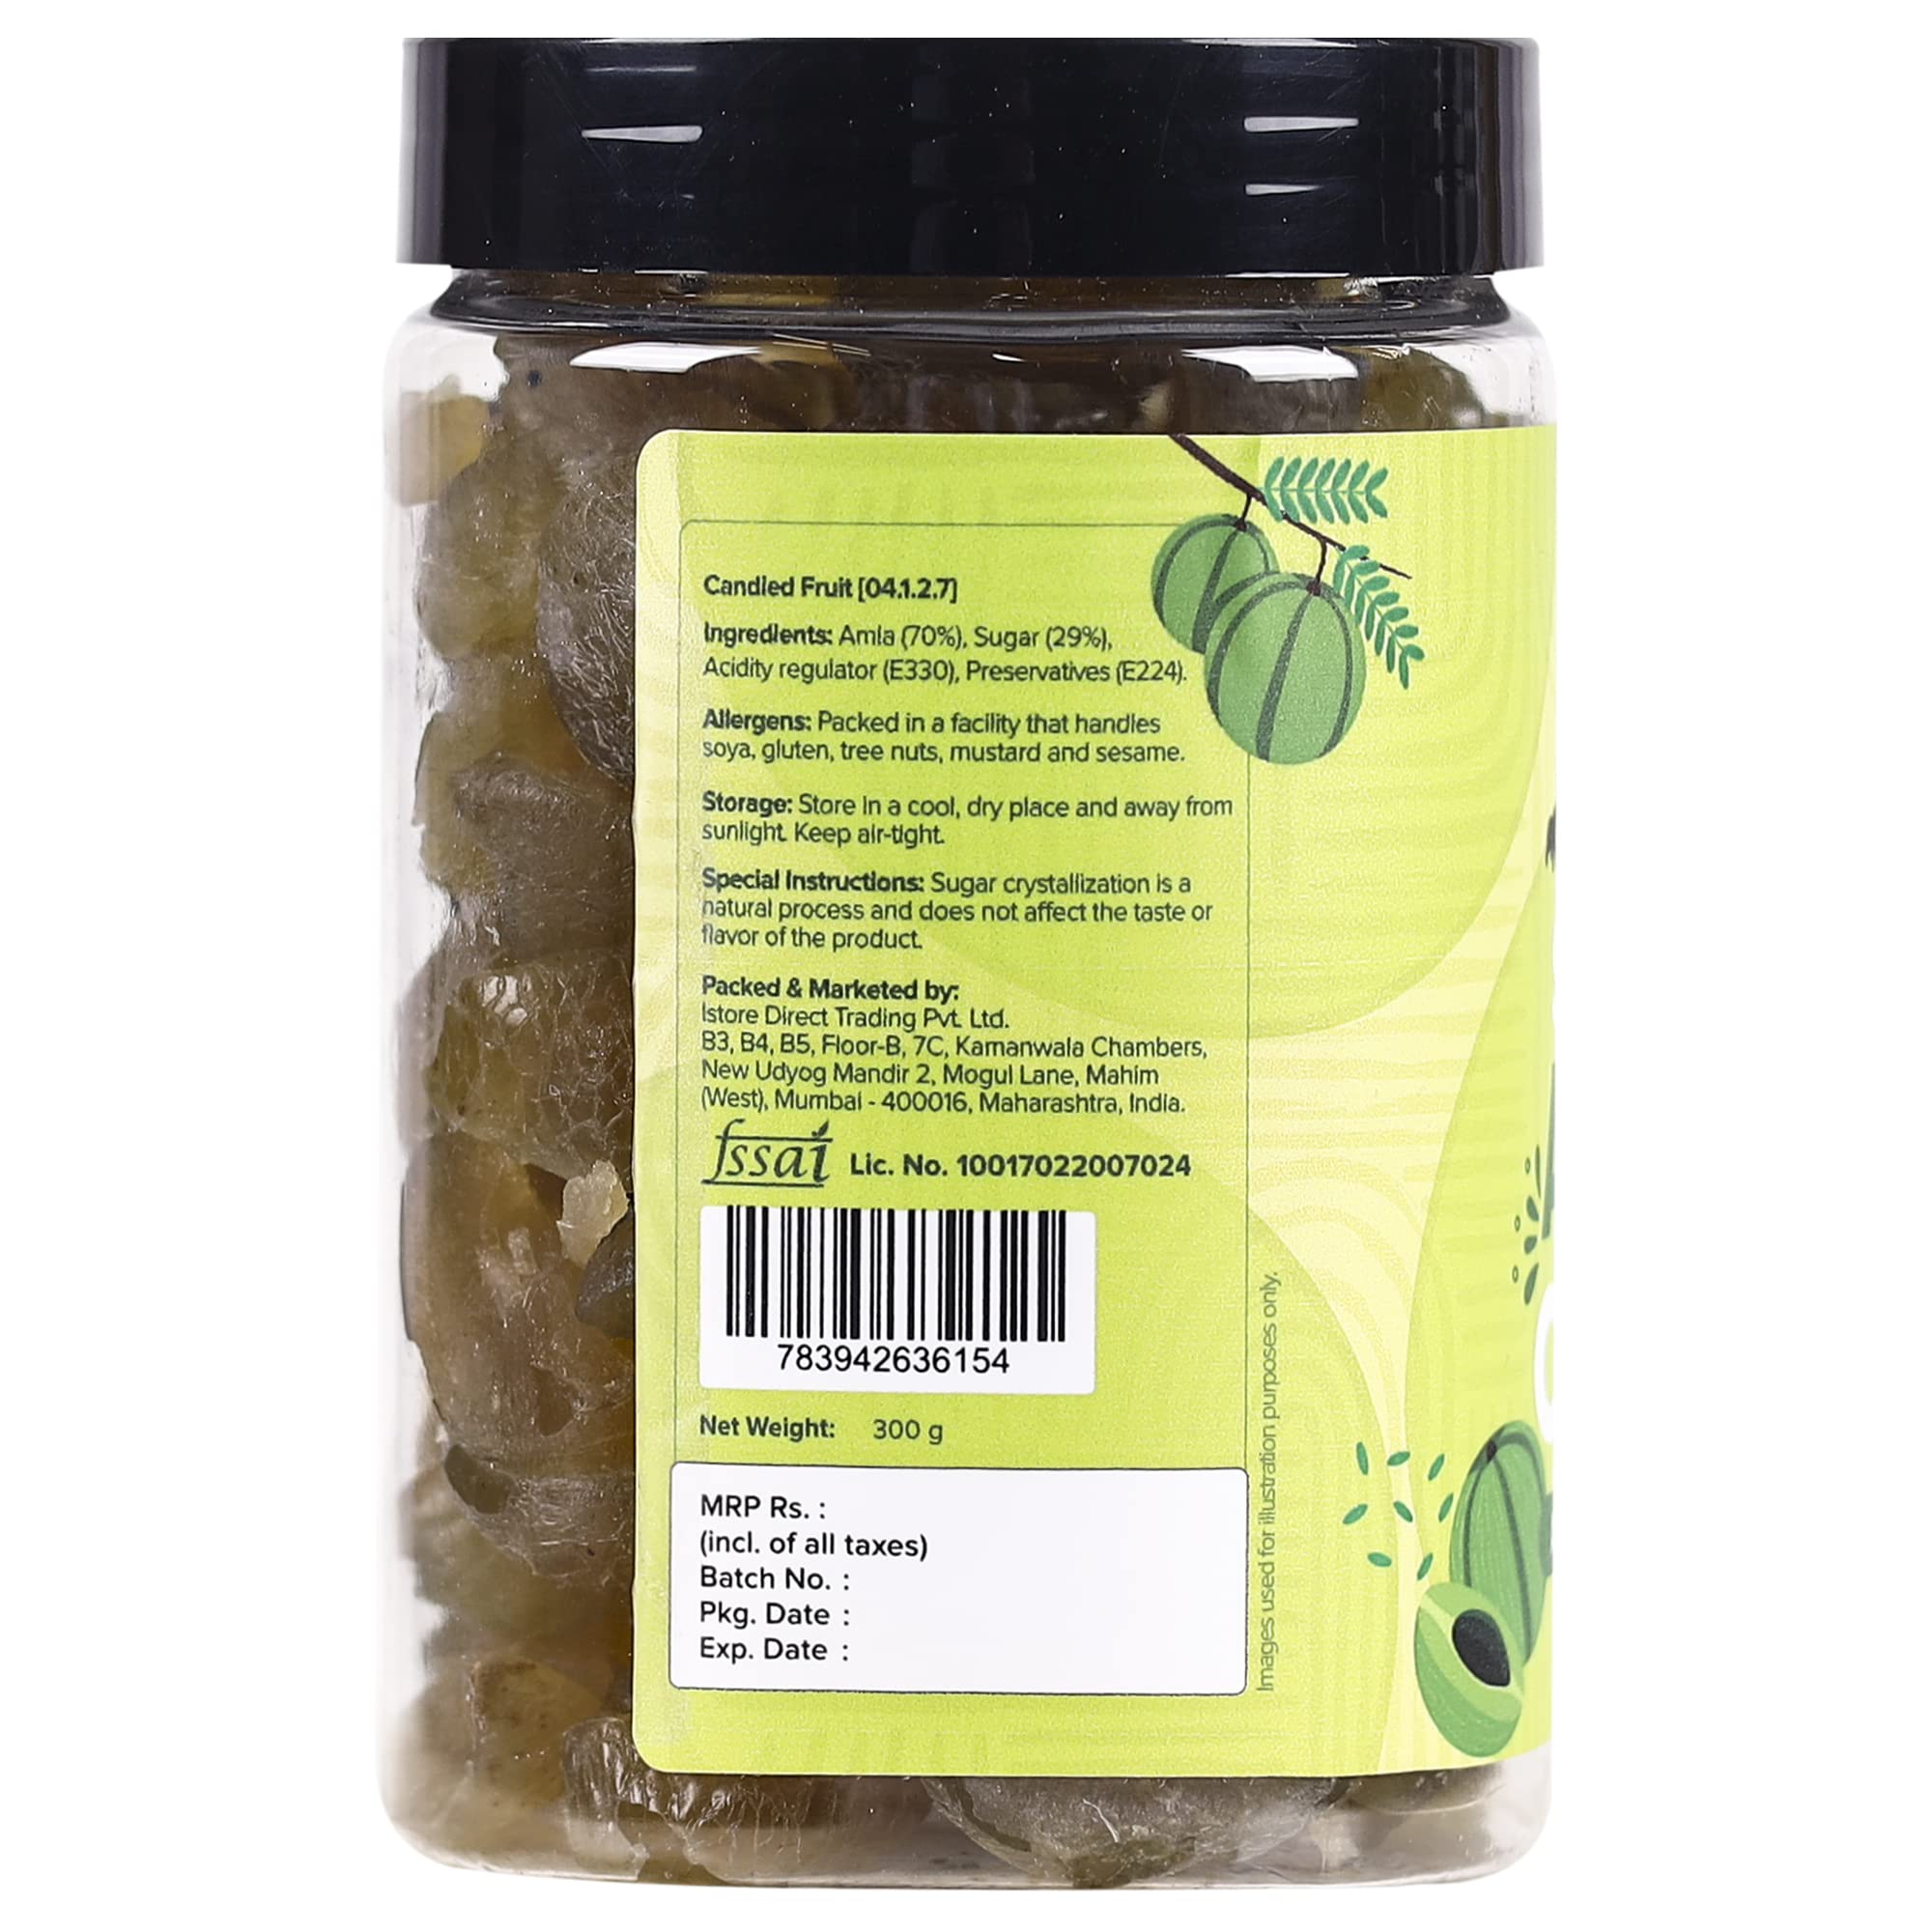 Candied Fruit [04.1.2.7]
Ingredients: Amla (70%), Sugar (29%),
Acidity regulator (E330), Preservatives (E224).
Allergens: Packed in a facility that handles
soya, gluten, tree nuts, mustard and sesame.
Storage: Store in a cool, dry place and away from
sunlight. Keep air-tight.
Special Instructions: Sugar crystallization is a
natural process and does not affect the taste or
flavor of the product.
Packed & Marketed by:
Istore Direct Trading Pvt. Ltd.
B3, B4, B5, Floor-B, 7C, Kamanwala Chambers,
New Udyog Mandir 2, Mogul Lane, Mahim
(West), Mumbai - 400016, Maharashtra, India.
fssai Lic. No. 10017022007024
783942636154
Net Weight: 300 g
MRP Rs. :
(incl. of all taxes)
Batch No. :
Pkg. Date :
Exp. Date :
Images used for illustration purposes only.